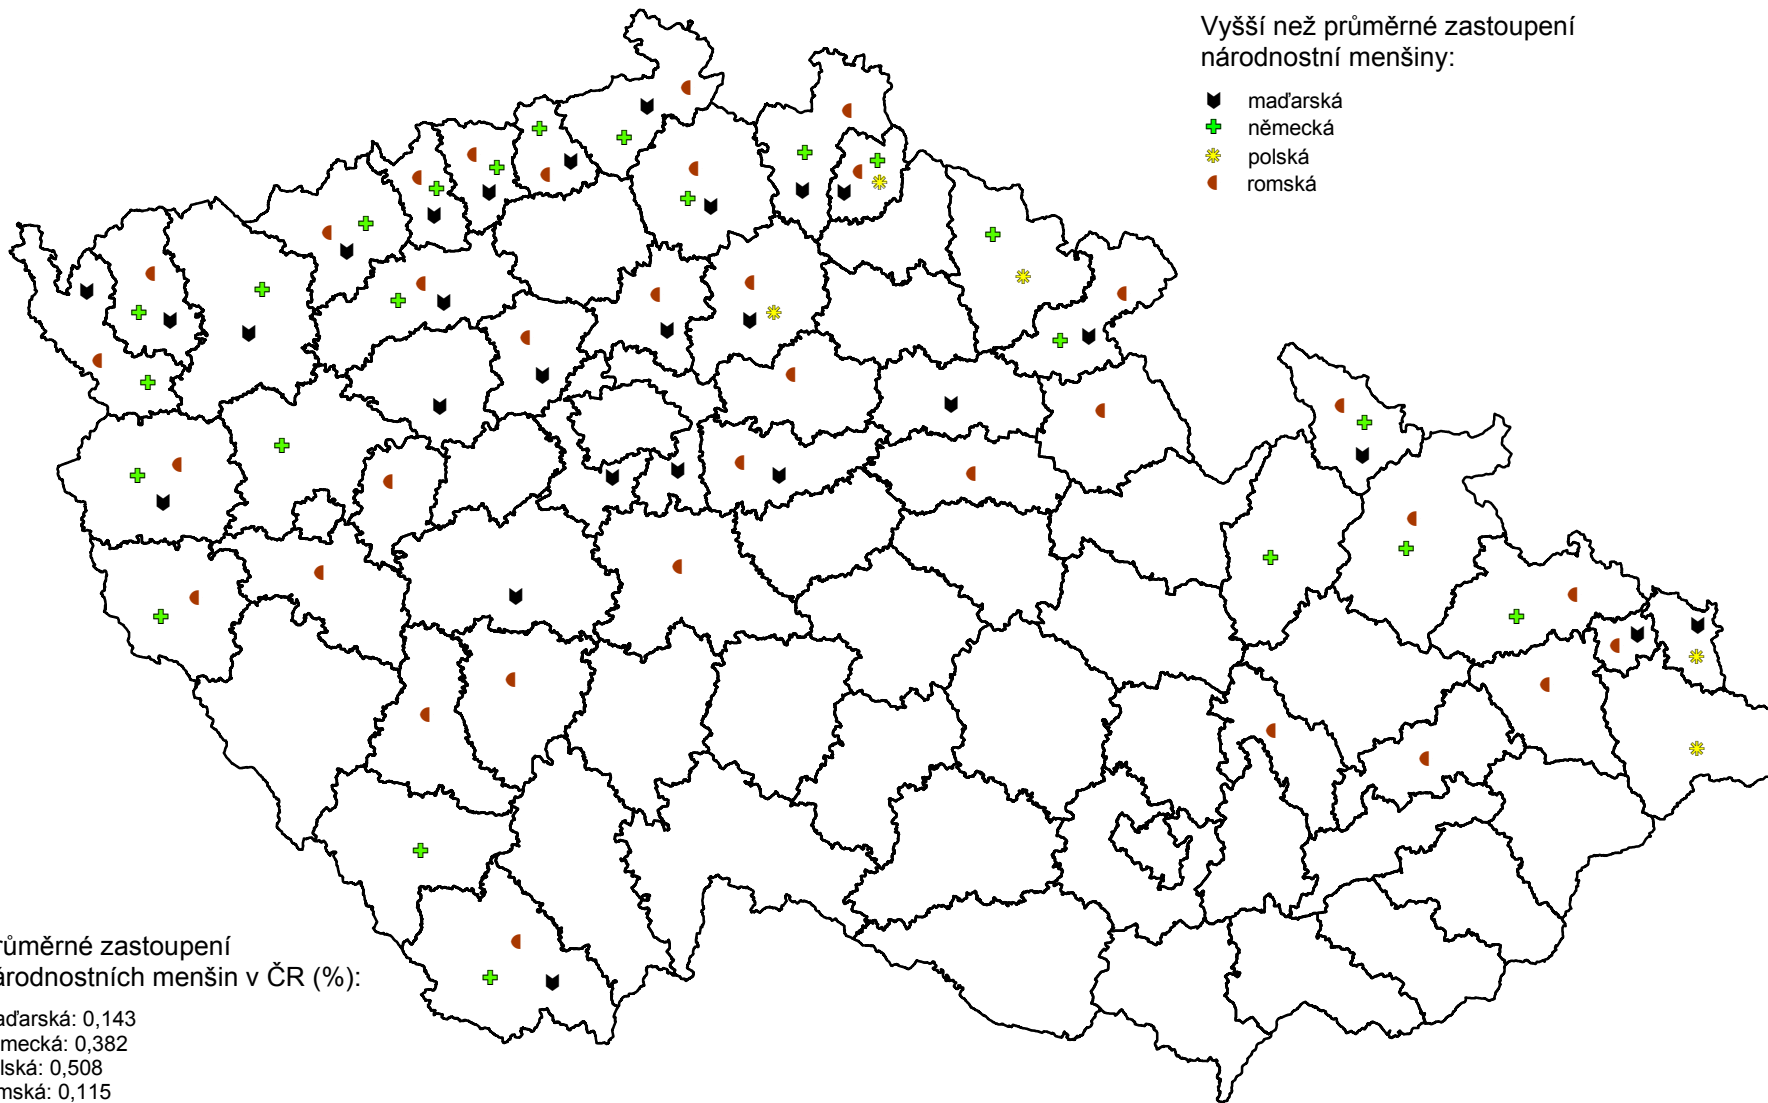 Vyšší než průměrné zastoupení
národnostní menšiny:
maďarská
německá
polská
romská
růměrné zastoupení
árodnostních menšin v ČR (%):
aďarská: 0,143
mecká: 0,382
lská: 0,508
mská: 0,115